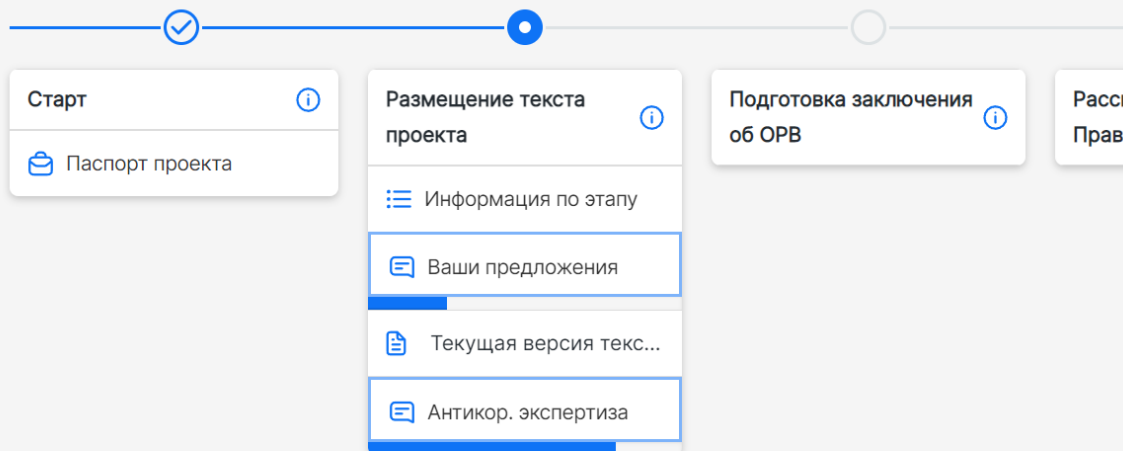 Старт
Паспорт проекта
Размещение текста
проекта
Информация по этапу
Ваши предложения
Текущая версия текс...
Антикор. экспертиза
Подготовка заключения
об ОРВ